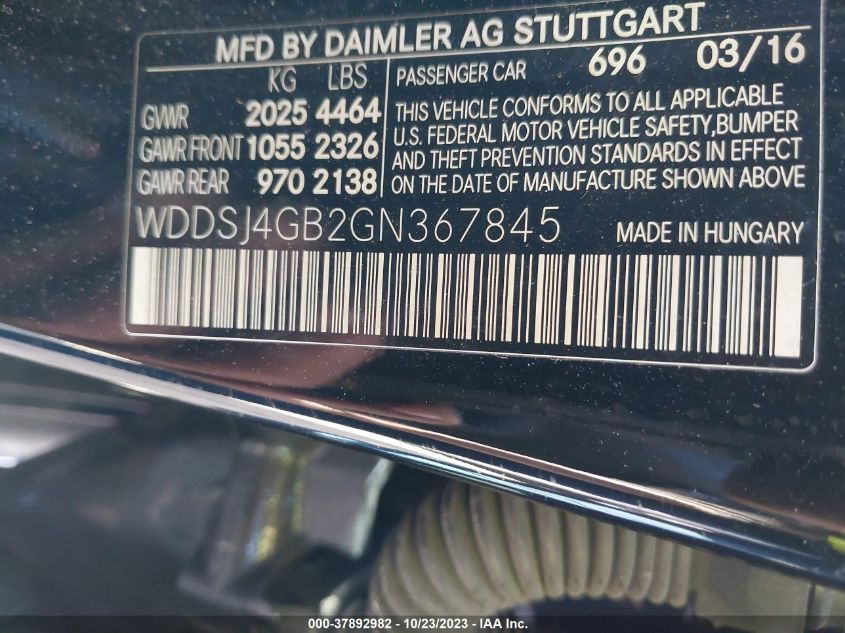 MFD BY DAIMLER AG STUTTGART
KG LBS PASSENGER CAR 696 03/16
GVWR 2025 4464
GAWR FRONT 1055 2326
GAWR REAR 970 2138
THIS VEHICLE CONFORMS TO ALL APPLICABLE
U.S. FEDERAL MOTOR VEHICLE SAFETY,BUMPER
AND THEFT PREVENTION STANDARDS IN EFFECT
ON THE DATE OF MANUFACTURE SHOWN ABOVE
WDDSJ4GB2GN367845 MADE IN HUNGARY
000-37892982 - 10/23/2023 - IAA Inc.